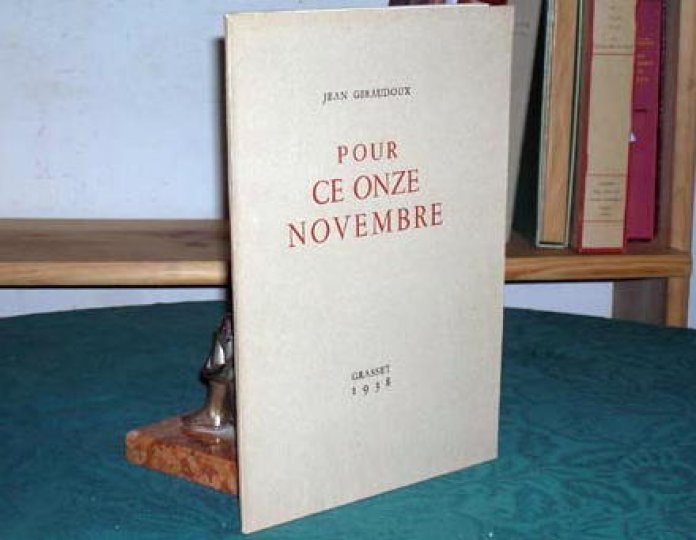 JEAN GIRAUDOUX
POUR
CE ONZE
NOVEMBRE
GRASSET
1938